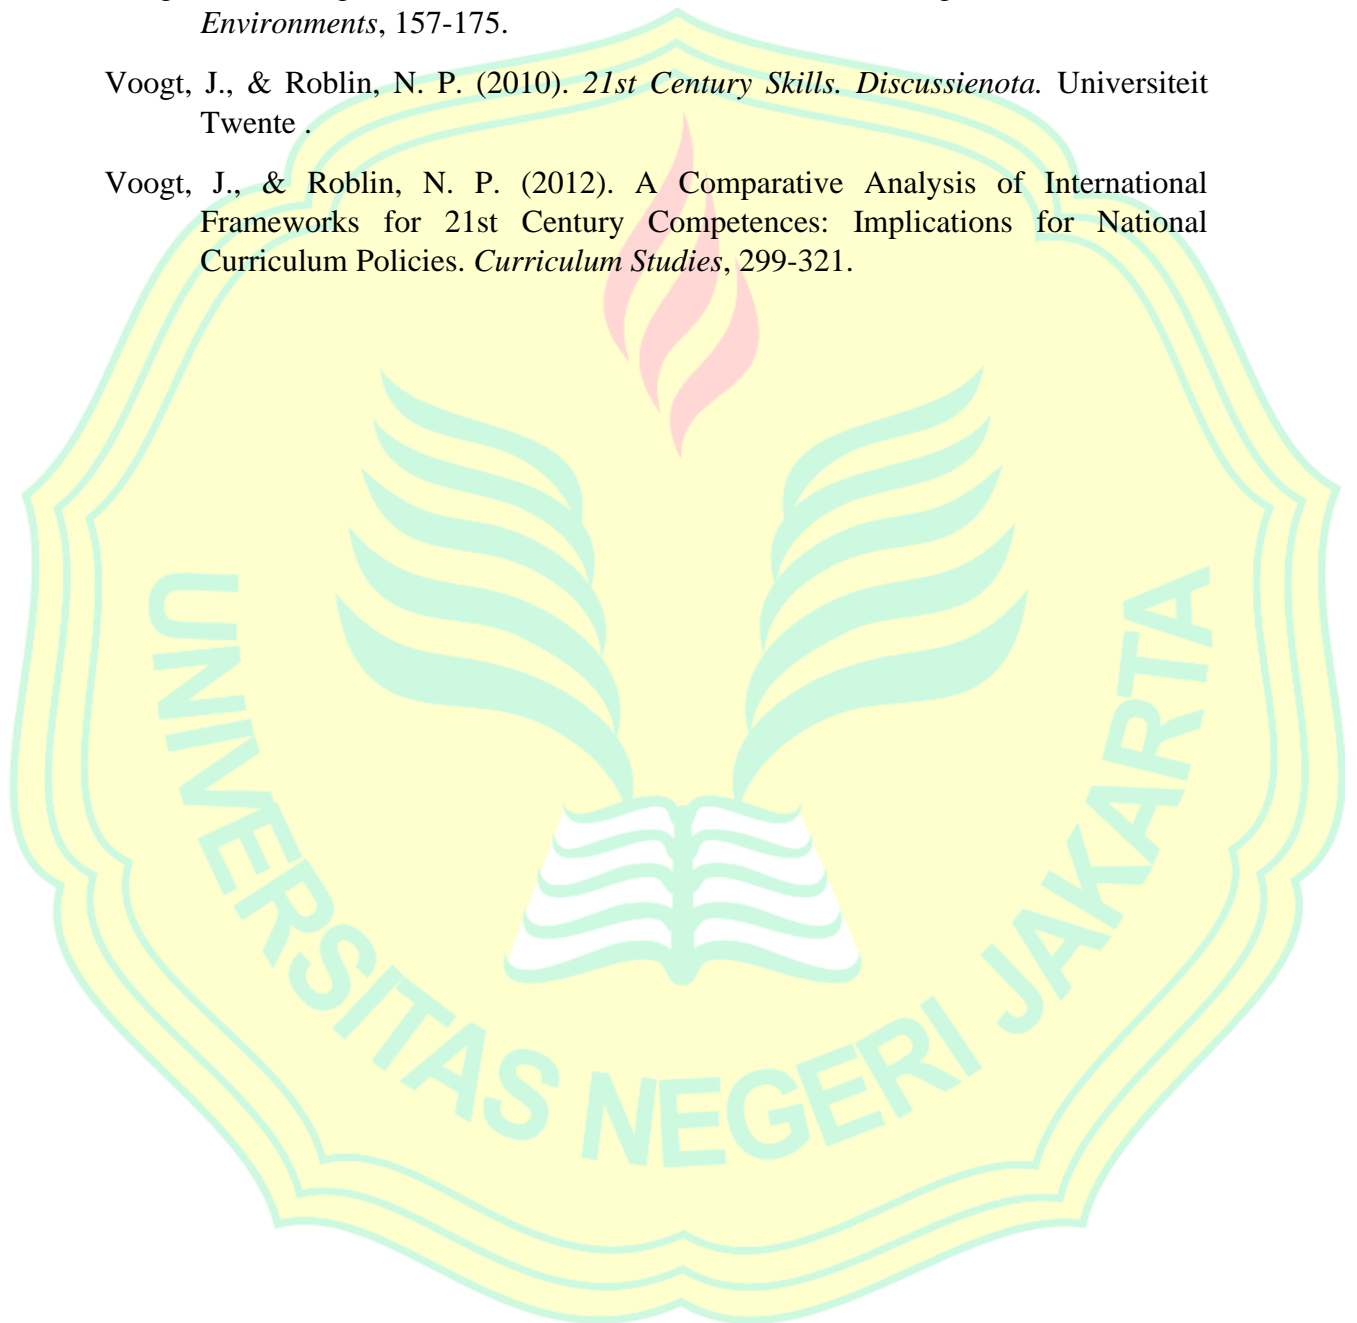 Environments, 157-175.
Voogt, J., & Roblin, N. P. (2010). 21st Century Skills. Discussienota. Universiteit
Twente .
Voogt, J., & Roblin, N. P. (2012). A Comparative Analysis of International
Frameworks for 21st Century Competences: Implications for National
Curriculum Policies. Curriculum Studies, 299-321.
UNIVERSITAS NEGERI JAKARTA